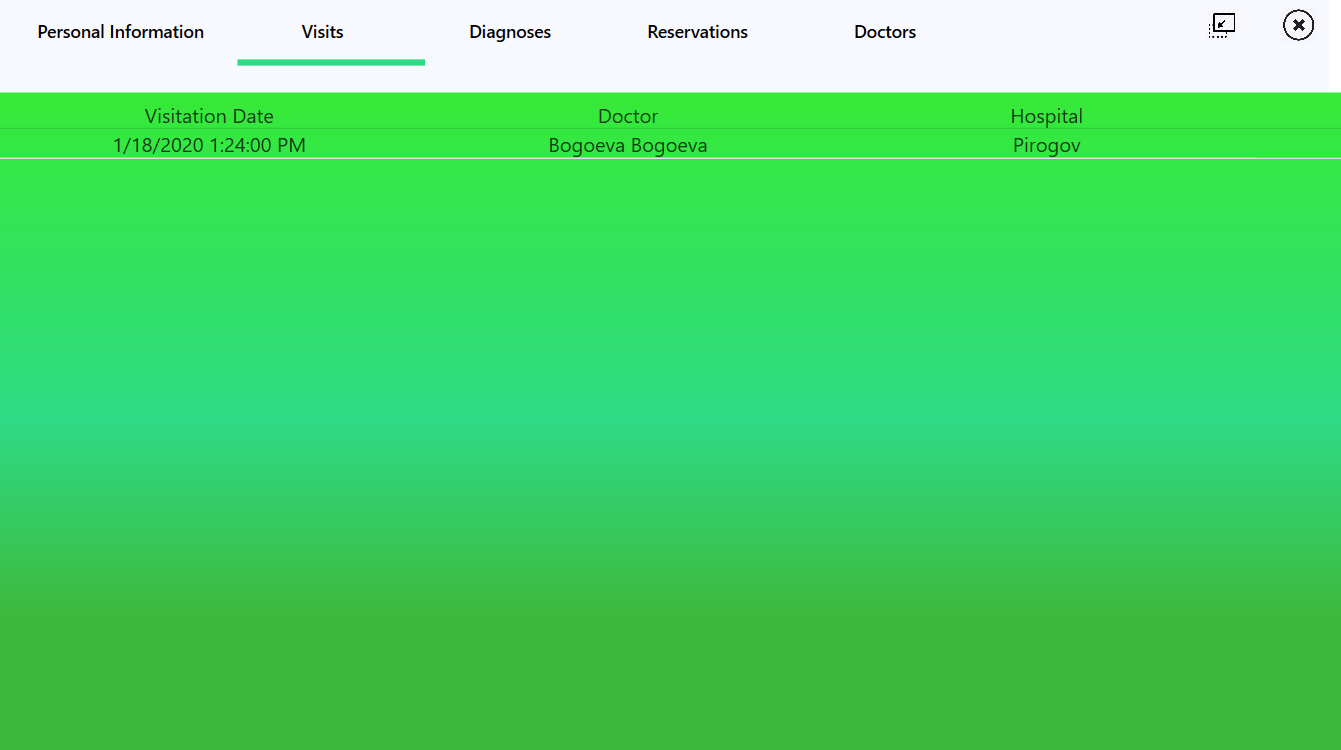 Personal Information Visits Diagnoses Reservations Doctors
Visitation Date Doctor Hospital
1/18/2020 1:24:00 PM Bogoeva Bogoeva Pirogov